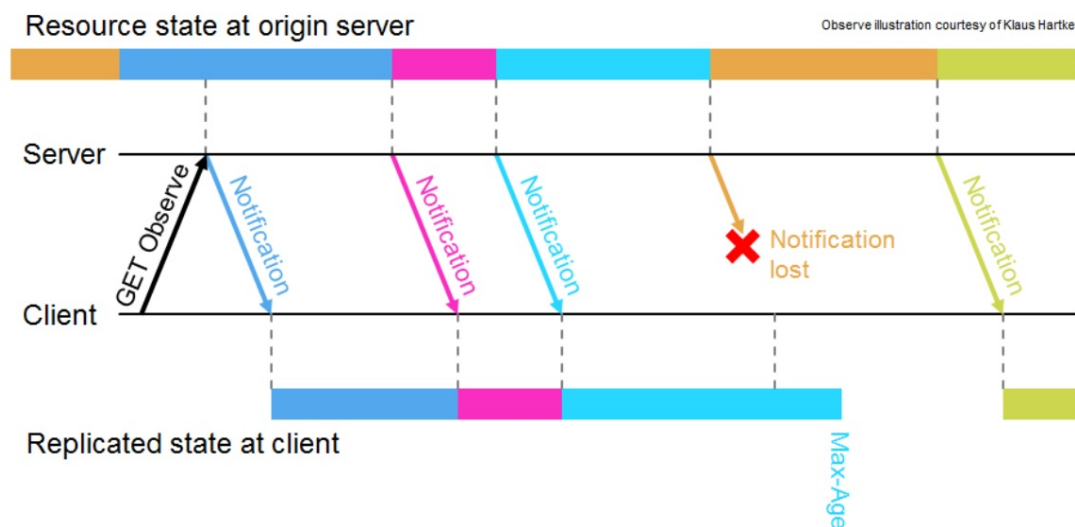 Resource state at origin server
Observe illustration courtesy of Klaus Hartke
Server
GET Observe
Notification
Notification
Notification
Notification
lost
Notification
Client
Replicated state at client
Max-Age